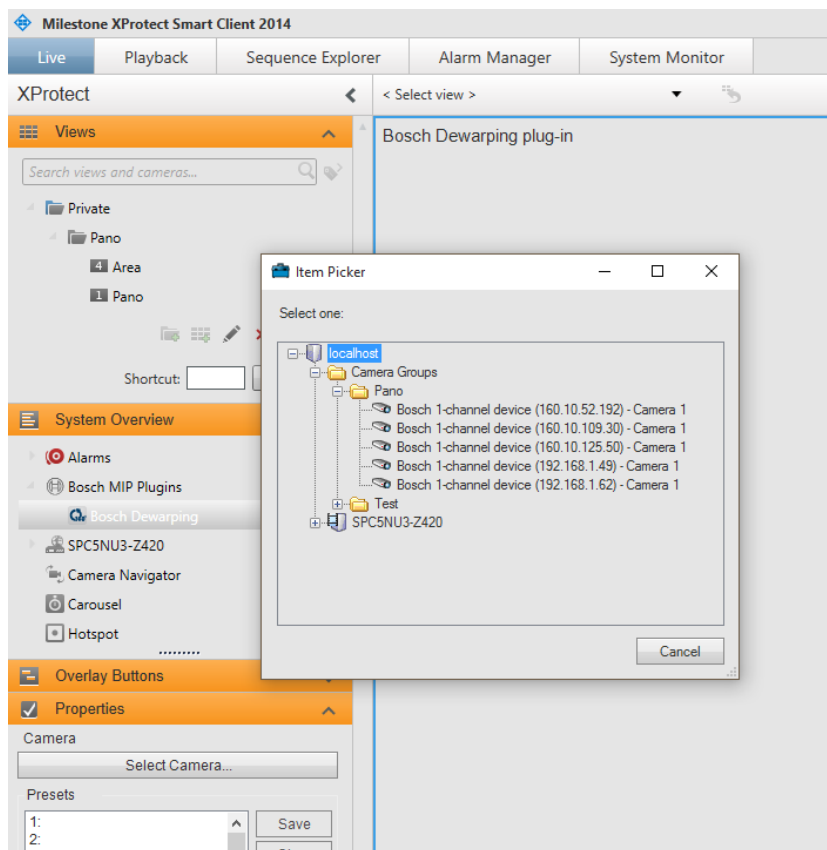 Milestone XProtect Smart Client 2014
Live Playback Sequence Explorer Alarm Manager System Monitor
XProtect
< Select view >
Views
Bosch Dewarping plug-in
Search views and cameras...
Private
Pano
4 Area
1 Pano
Shortcut:
Item Picker
Select one:
localhost
Camera Groups
Pano
Bosch 1-channel device (160.10.52.192) - Camera 1
Bosch 1-channel device (160.10.109.30) - Camera 1
Bosch 1-channel device (160.10.125.50) - Camera 1
Bosch 1-channel device (192.168.1.49) - Camera 1
Bosch 1-channel device (192.168.1.62) - Camera 1
Test
SPC5NU3-Z420
Cancel
System Overview
Alarms
Bosch MIP Plugins
Bosch Dewarping
SPC5NU3-Z420
Camera Navigator
Carousel
Hotspot
Overlay Buttons
Properties
Camera
Select Camera...
Presets
1:
2:
Save